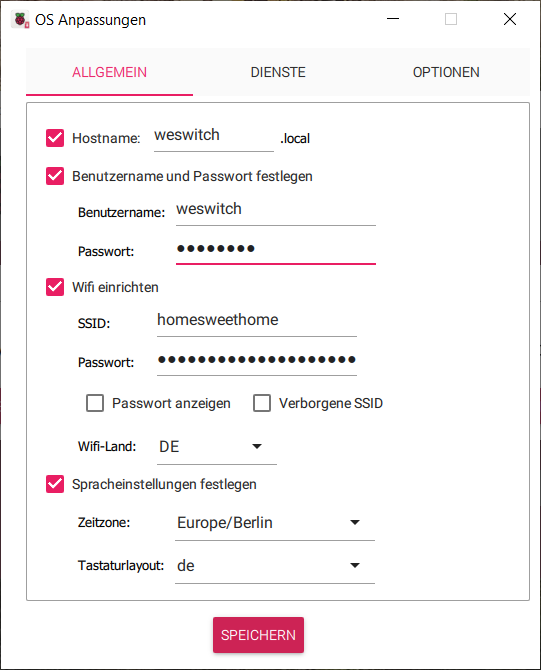 OS Anpassungen
ALLGEMEIN DIENSTE OPTIONEN
Hostname: weswitch .local
Benutzername und Passwort festlegen
Benutzername: weswitch
Passwort: ●●●●●●●●
Wifi einrichten
SSID: homesweethome
Passwort: ●●●●●●●●●●●●●●●●●●●●
Passwort anzeigen Verborgene SSID
Wifi-Land: DE
Spracheinstellungen festlegen
Zeitzone: Europe/Berlin
Tastaturlayout: de
SPEICHERN